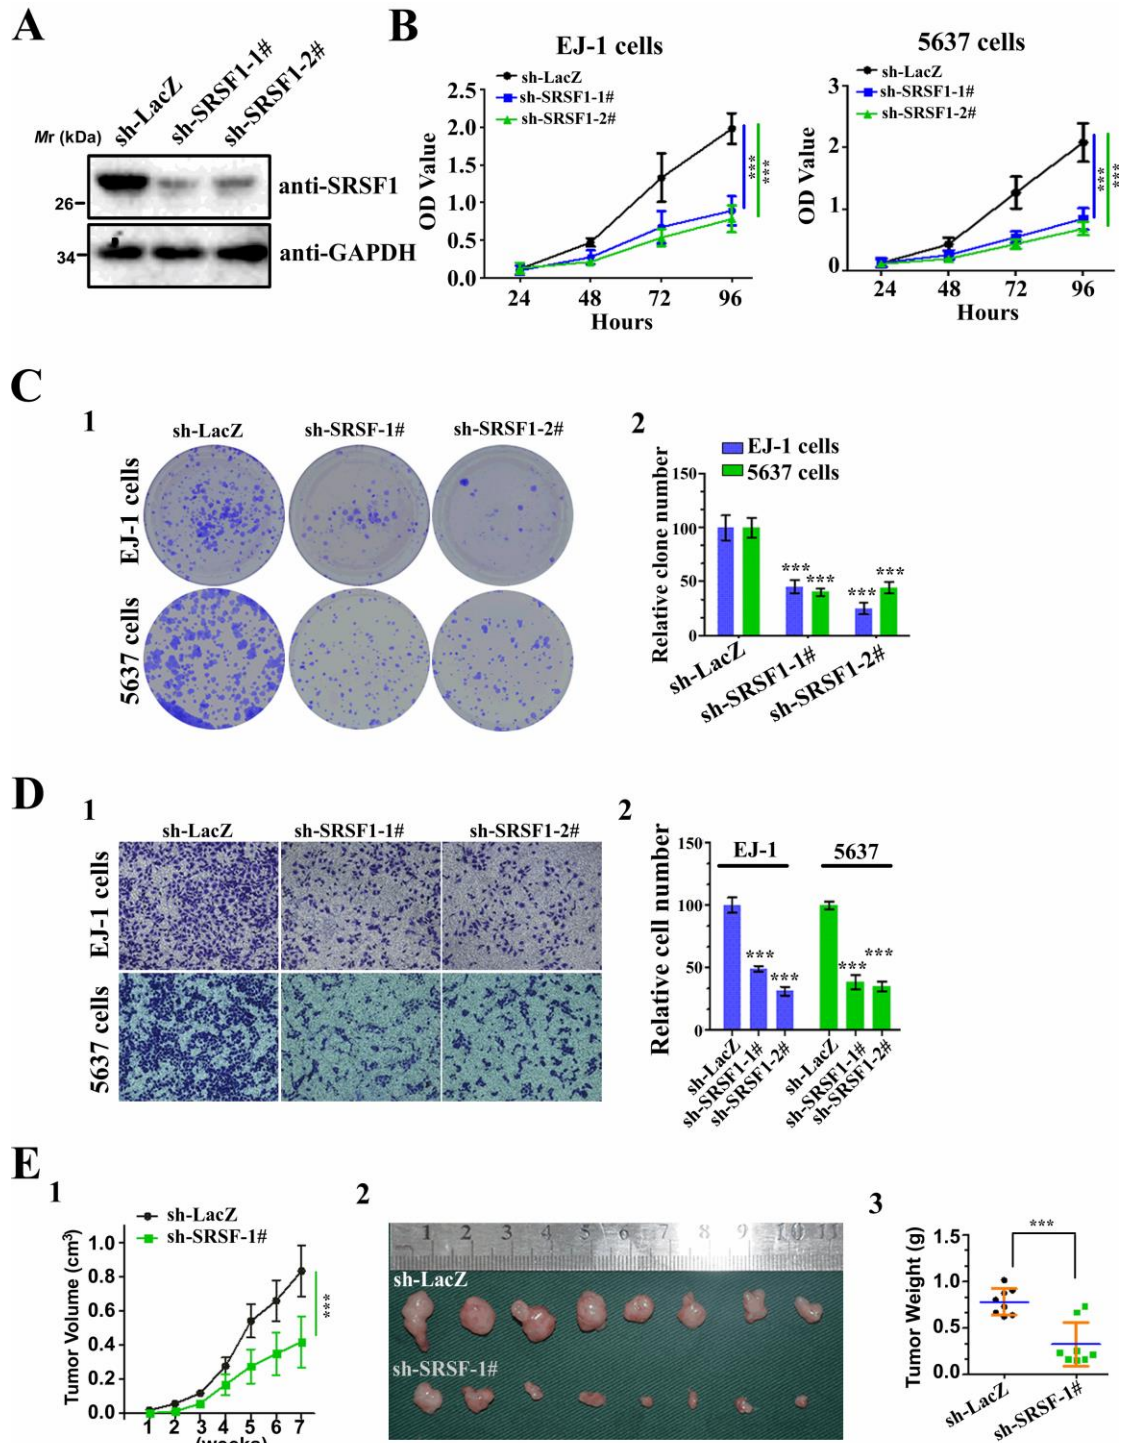 A
sh-LacZ
sh-SRSF1-1#
sh-SRSF1-2#
Mr (kDa)
anti-SRSF1
26
anti-GAPDH
34
B
EJ-1 cells
sh-LacZ
sh-SRSF1-1#
sh-SRSF1-2#
OD Value
2.5
2.0
1.5
1.0
0.5
0.0
24 48 72 96
Hours
***
***
5637 cells
sh-LacZ
sh-SRSF1-1#
sh-SRSF1-2#
OD Value
3
2
1
0
24 48 72 96
Hours
***
***
C
1
sh-LacZ sh-SRSF-1# sh-SRSF1-2#
EJ-1 cells
5637 cells
2
EJ-1 cells
5637 cells
Relative clone number
150
100
50
0
*** *** *** ***
sh-LacZ
sh-SRSF1-1#
sh-SRSF1-2#
D
1
sh-LacZ sh-SRSF1-1# sh-SRSF1-2#
EJ-1 cells
5637 cells
2
Relative cell number
150
100
50
0
EJ-1 5637
*** *** *** ***
sh-LacZ
sh-SRSF1-1#
sh-SRSF1-2#
sh-LacZ
sh-SRSF1-1#
sh-SRSF1-2#
E
1
sh-LacZ
sh-SRSF-1#
Tumor Volume (cm³)
1.0
0.8
0.6
0.4
0.2
0.0
1 2 3 4 5 6 7
(weeks)
***
2
1 2 3 4 5 6 7 8 9 10 11
sh-LacZ
sh-SRSF-1#
3
Tumor Weight (g)
1.5
1.0
0.5
0.0
***
sh-LacZ
sh-SRSF-1#